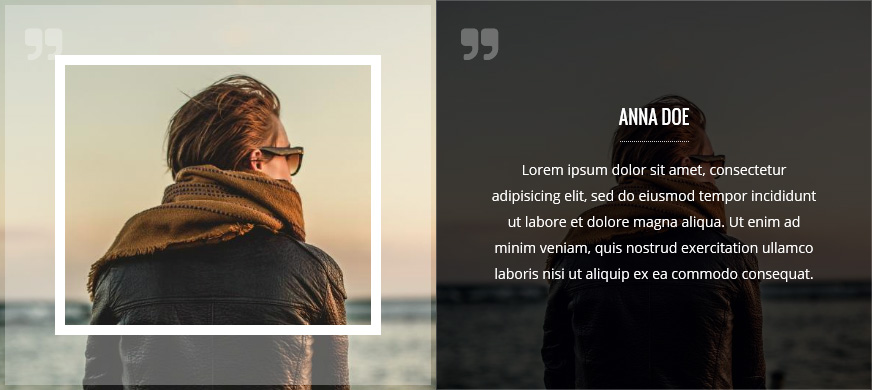 ANNA DOE
Lorem ipsum dolor sit amet, consectetur
adipisicing elit, sed do eiusmod tempor incididunt
ut labore et dolore magna aliqua. Ut enim ad
minim veniam, quis nostrud exercitation ullamco
laboris nisi ut aliquip ex ea commodo consequat.